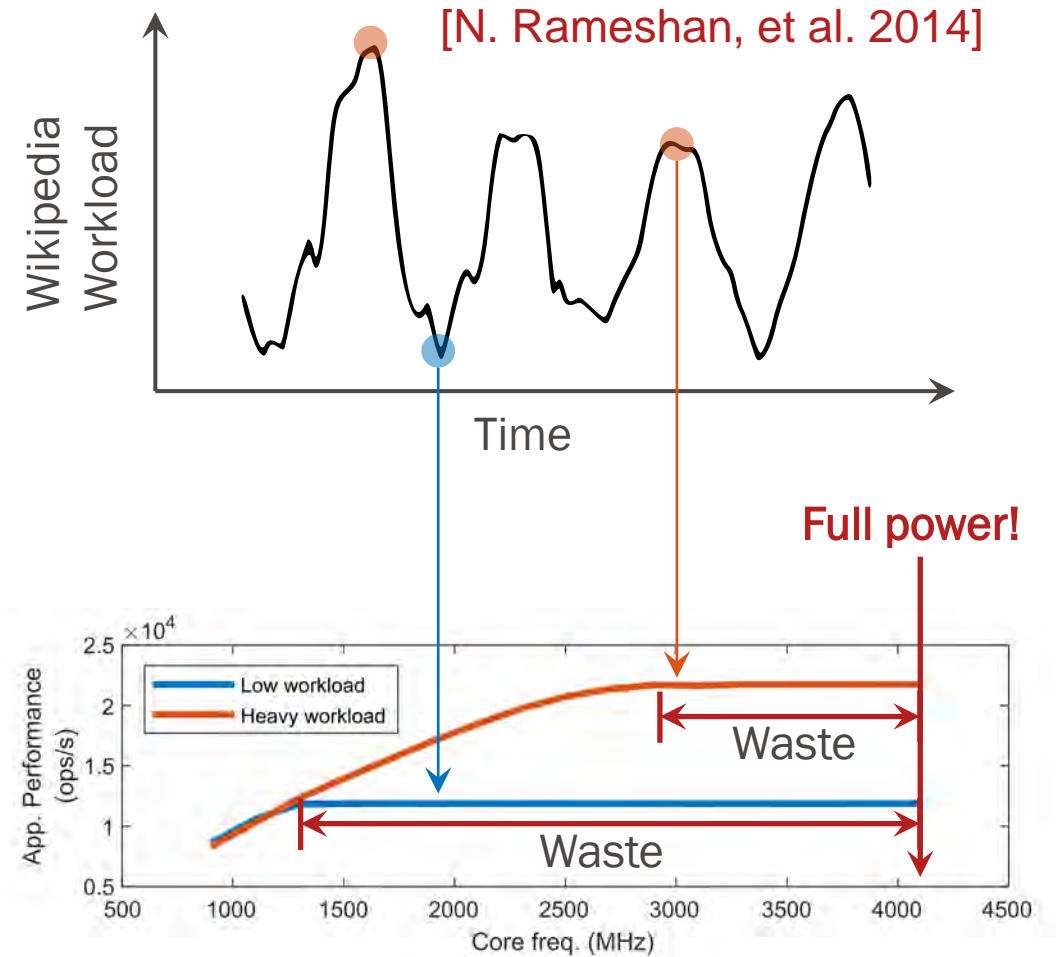 [N. Rameshan, et al. 2014]
Wikipedia
Workload
Time
Full power!
×10^4
2.5
2
1.5
1
0.5
App. Performance
(ops/s)
Low workload
Heavy workload
Waste
Waste
500 1000 1500 2000 2500 3000 3500 4000 4500
Core freq. (MHz)